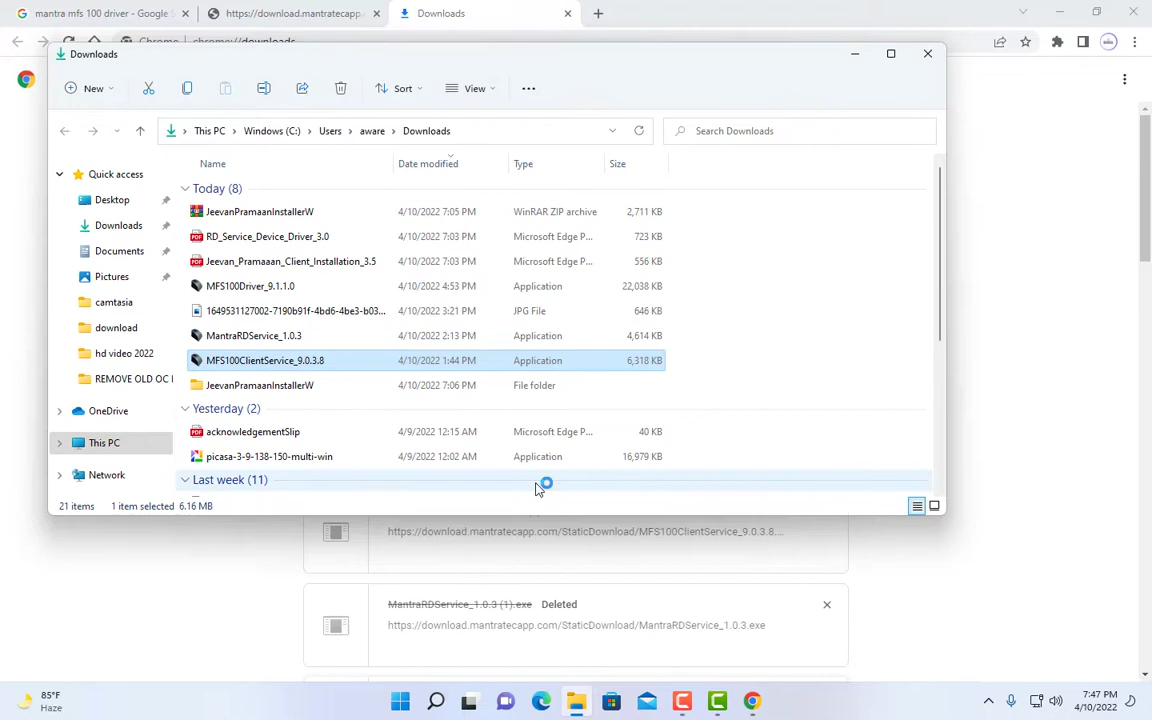 mantra mfs 100 driver - Google S
https://download.mantratecapp.c
Downloads
Chrome chrome://downloads
Downloads
New
Sort
View
This PC > Windows (C:) > Users > aware > Downloads
Search Downloads
Name Date modified Type Size
Quick access
Desktop
Downloads
Documents
Pictures
camtasia
download
hd video 2022
REMOVE OLD OC I
OneDrive
This PC
Network
Today (8)
JeevanPramaanInstallerW 4/10/2022 7:05 PM WinRAR ZIP archive 2,711 KB
RD_Service_Device_Driver_3.0 4/10/2022 7:03 PM Microsoft Edge P... 723 KB
Jeevan_Pramaaan_Client_Installation_3.5 4/10/2022 7:03 PM Microsoft Edge P... 556 KB
MFS100Driver_9.1.1.0 4/10/2022 4:53 PM Application 22,038 KB
1649531127002-7190b91f-4bd6-4be3-b03... 4/10/2022 3:21 PM JPG File 646 KB
MantraRDService_1.0.3 4/10/2022 2:13 PM Application 4,614 KB
MFS100ClientService_9.0.3.8 4/10/2022 1:44 PM Application 6,318 KB
JeevanPramaanInstallerW 4/10/2022 7:06 PM File folder
Yesterday (2)
acknowledgementSlip 4/9/2022 12:15 AM Microsoft Edge P... 40 KB
picasa-3-9-138-150-multi-win 4/9/2022 12:02 AM Application 16,979 KB
Last week (11)
21 items 1 item selected 6.16 MB
https://download.mantratecapp.com/StaticDownload/MFS100ClientService_9.0.3.8....
MantraRDService_1.0.3 (1).exe Deleted
https://download.mantratecapp.com/StaticDownload/MantraRDService_1.0.3.exe
85°F
Haze
7:47 PM
4/10/2022